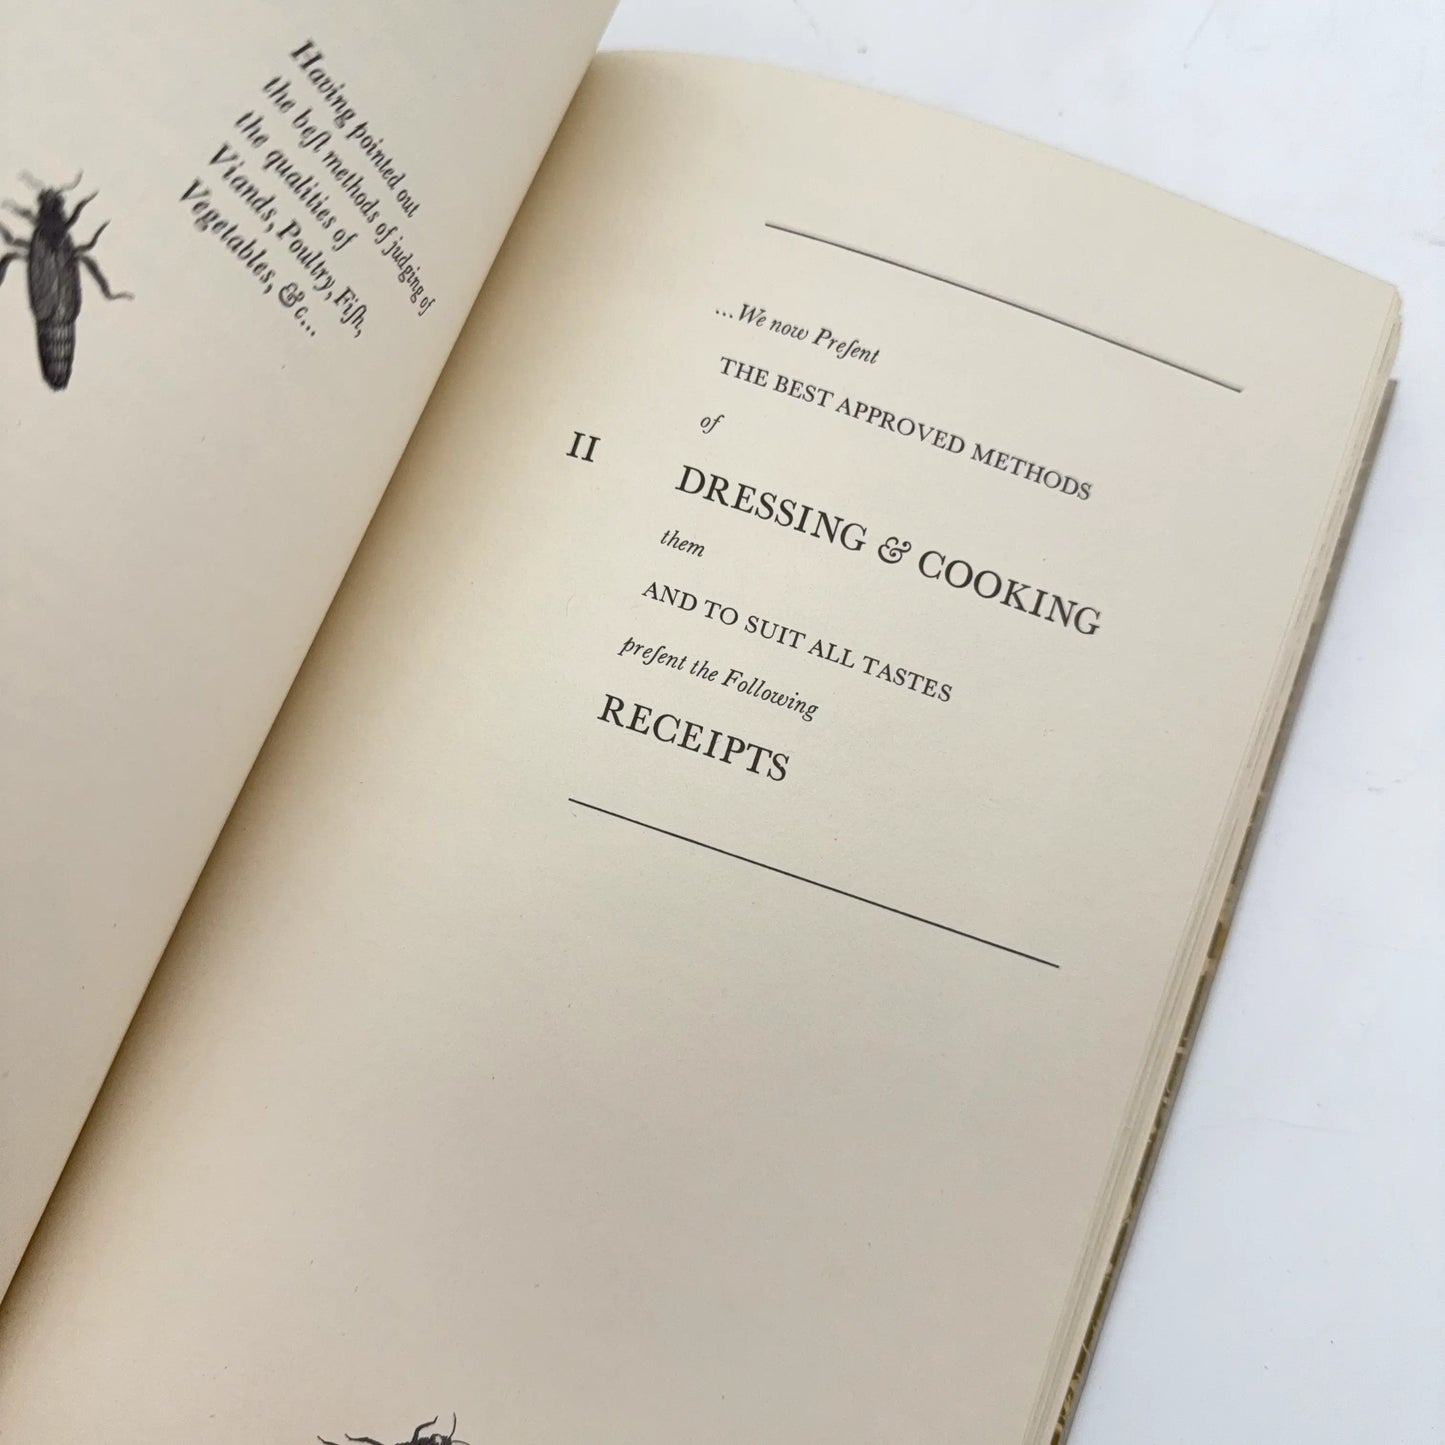 Having pointed out
the beſt methods of judging of
the qualities of
Viands, Poultry, Fiſh,
Vegetables, &c...
...We now Preſent
THE BEST APPROVED METHODS
of
II DRESSING & COOKING
them
AND TO SUIT ALL TASTES
preſent the Following
RECEIPTS